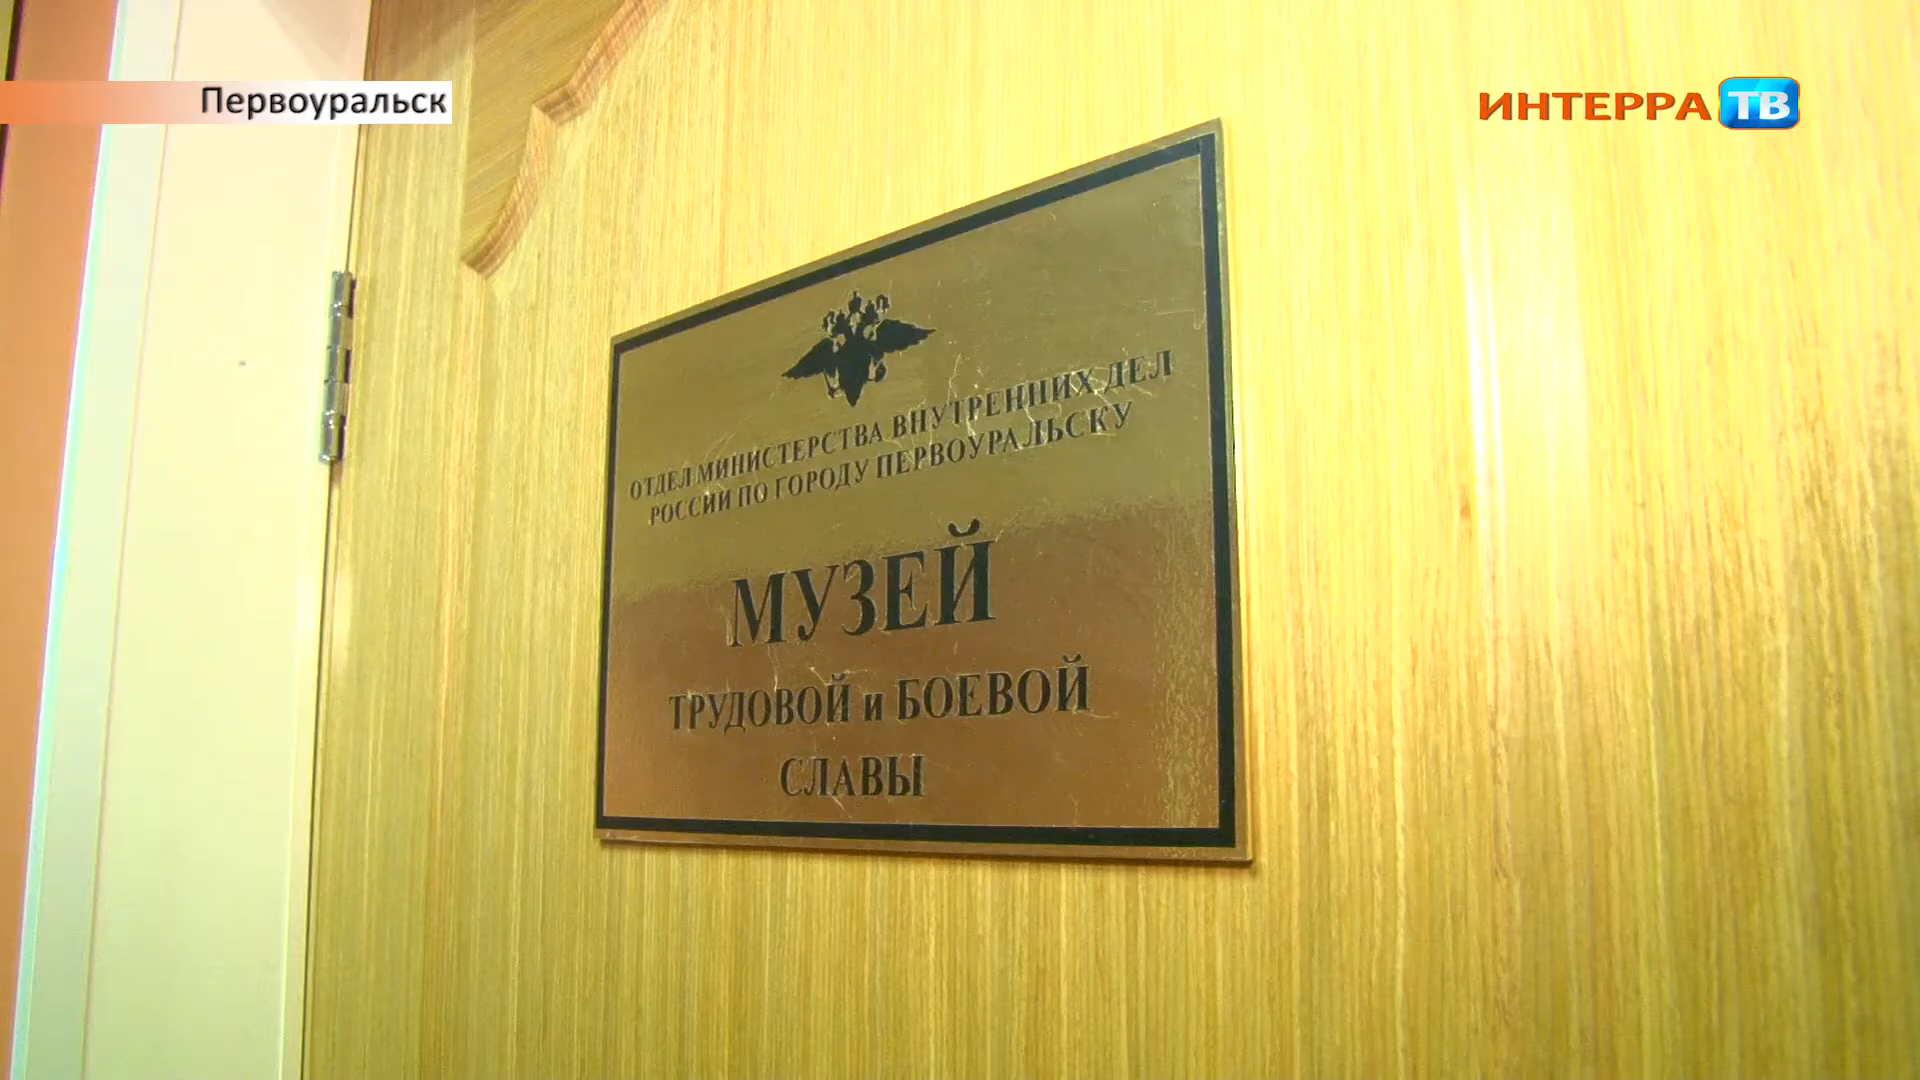 Первоуральск
ИНТЕРРА ТВ
ОТДЕЛ МИНИСТЕРСТВА ВНУТРЕННИХ ДЕЛ
РОССИИ ПО ГОРОДУ ПЕРВОУРАЛЬСКУ
МУЗЕЙ
ТРУДОВОЙ и БОЕВОЙ
СЛАВЫ